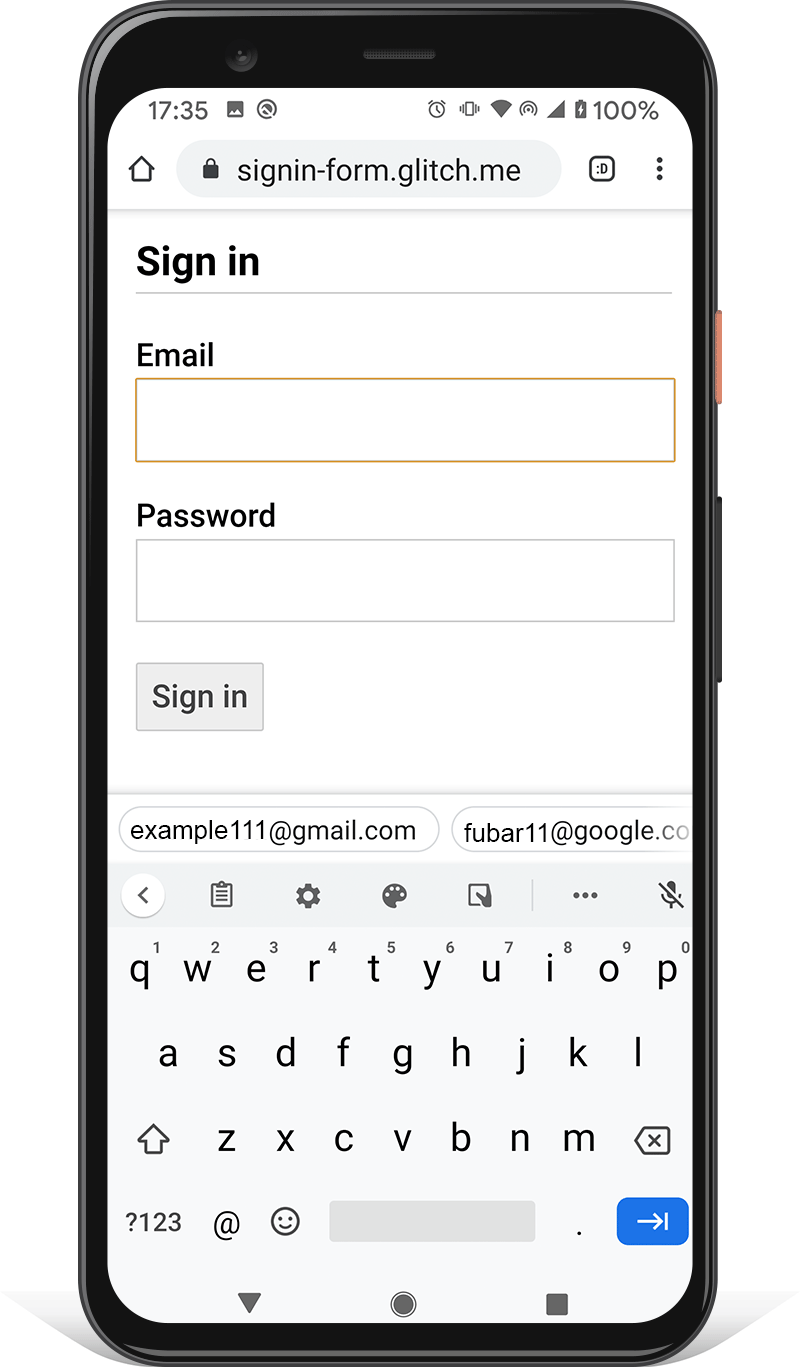 17:35 100%
signin-form.glitch.me :D
Sign in
Email
Password
Sign in
example111@gmail.com fubar11@google.co
1 2 3 4 5 6 7 8 9 0
q w e r t y u i o p
a s d f g h j k l
z x c v b n m
?123 @ .